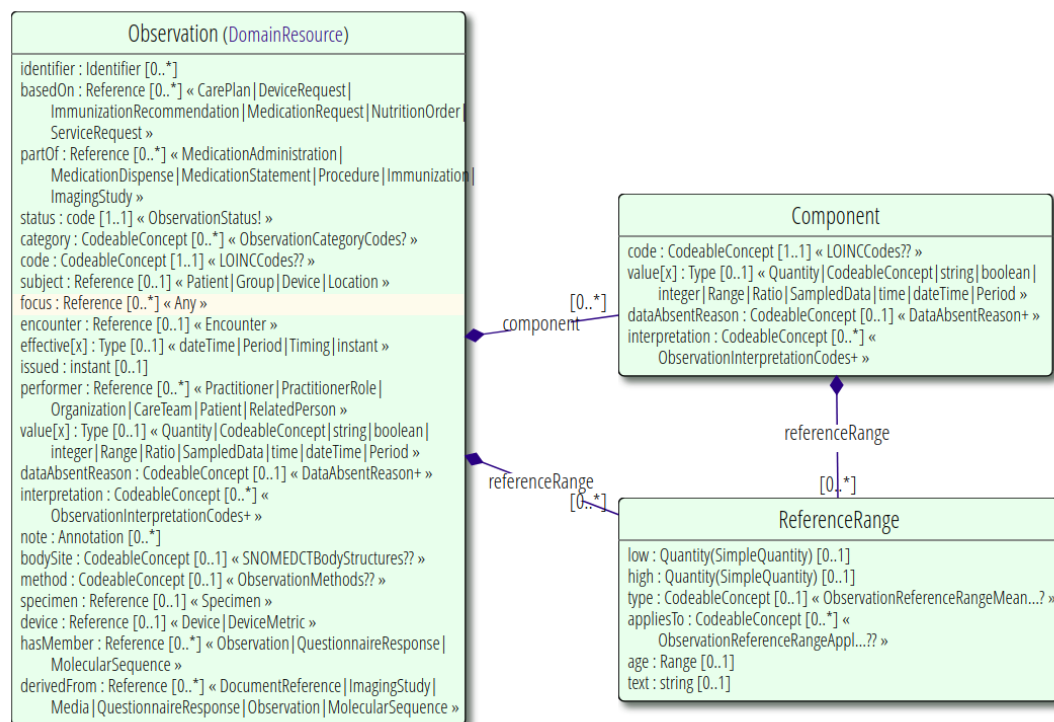 Observation (DomainResource)
identifier : Identifier [0..*]
basedOn : Reference [0..*] « CarePlan|DeviceRequest|
ImmunizationRecommendation|MedicationRequest|NutritionOrder|
ServiceRequest »
partOf : Reference [0..*] « MedicationAdministration|
MedicationDispense|MedicationStatement|Procedure|Immunization|
ImagingStudy »
status : code [1..1] « ObservationStatus! »
category : CodeableConcept [0..*] « ObservationCategoryCodes? »
code : CodeableConcept [1..1] « LOINCCodes?? »
subject : Reference [0..1] « Patient|Group|Device|Location »
focus : Reference [0..*] « Any »
encounter : Reference [0..1] « Encounter »
effective[x] : Type [0..1] « dateTime|Period|Timing|instant »
issued : instant [0..1]
performer : Reference [0..*] « Practitioner|PractitionerRole|
Organization|CareTeam|Patient|RelatedPerson »
value[x] : Type [0..1] « Quantity|CodeableConcept|string|boolean|
integer|Range|Ratio|SampledData|time|dateTime|Period »
dataAbsentReason : CodeableConcept [0..1] « DataAbsentReason+ »
interpretation : CodeableConcept [0..*] «
ObservationInterpretationCodes+ »
note : Annotation [0..*]
bodySite : CodeableConcept [0..1] « SNOMEDCTBodyStructures?? »
method : CodeableConcept [0..1] « ObservationMethods?? »
specimen : Reference [0..1] « Specimen »
device : Reference [0..1] « Device|DeviceMetric »
hasMember : Reference [0..*] « Observation|QuestionnaireResponse|
MolecularSequence »
derivedFrom : Reference [0..*] « DocumentReference|ImagingStudy|
Media|QuestionnaireResponse|Observation|MolecularSequence »
[0..*]
component
referenceRange
[0..*]
Component
code : CodeableConcept [1..1] « LOINCCodes?? »
value[x] : Type [0..1] « Quantity|CodeableConcept|string|boolean|
integer|Range|Ratio|SampledData|time|dateTime|Period »
dataAbsentReason : CodeableConcept [0..1] « DataAbsentReason+ »
interpretation : CodeableConcept [0..*] «
ObservationInterpretationCodes+ »
referenceRange
[0..*]
ReferenceRange
low : Quantity(SimpleQuantity) [0..1]
high : Quantity(SimpleQuantity) [0..1]
type : CodeableConcept [0..1] « ObservationReferenceRangeMean...? »
appliesTo : CodeableConcept [0..*] «
ObservationReferenceRangeAppl...?? »
age : Range [0..1]
text : string [0..1]